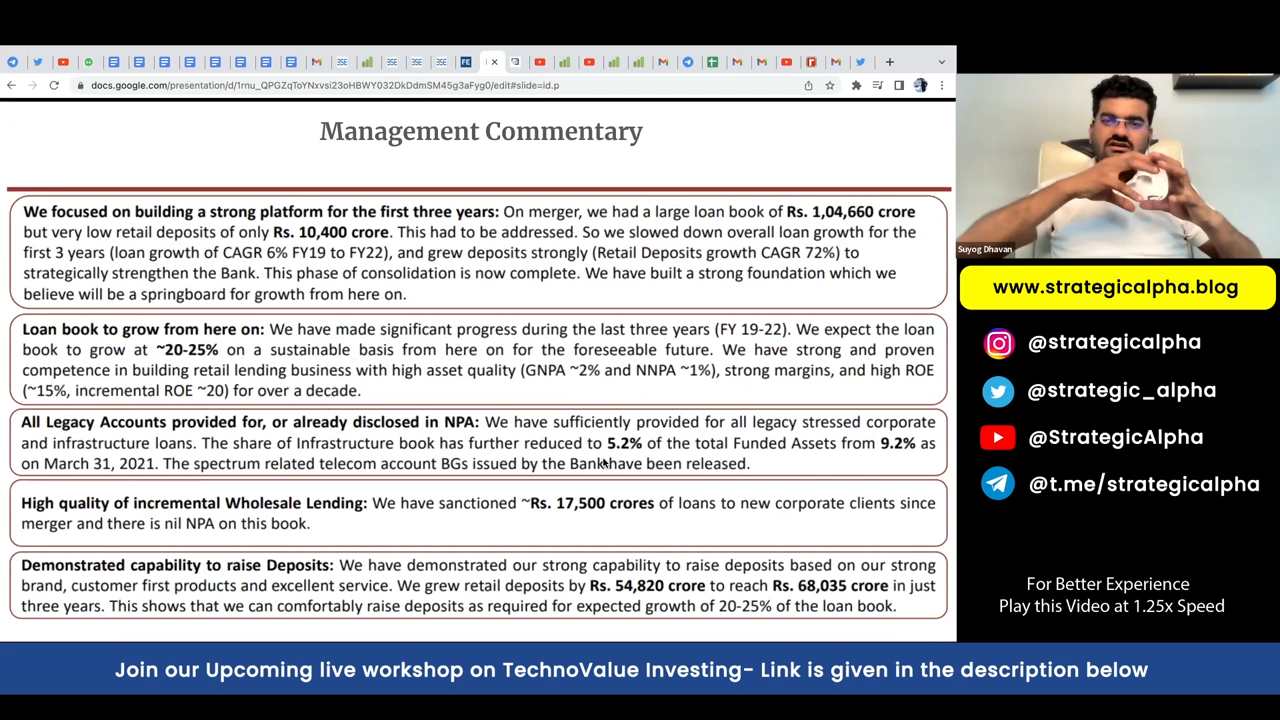 docs.google.com/presentation/d/1rnu_QPGZqToYNxvsi23oHBWY032DkDdmSM45g3aFyg0/edit#slide=id.p
Management Commentary
We focused on building a strong platform for the first three years: On merger, we had a large loan book of Rs. 1,04,660 crore
but very low retail deposits of only Rs. 10,400 crore. This had to be addressed. So we slowed down overall loan growth for the
first 3 years (loan growth of CAGR 6% FY19 to FY22), and grew deposits strongly (Retail Deposits growth CAGR 72%) to
strategically strengthen the Bank. This phase of consolidation is now complete. We have built a strong foundation which we
believe will be a springboard for growth from here on.
Loan book to grow from here on: We have made significant progress during the last three years (FY 19-22). We expect the loan
book to grow at ~20-25% on a sustainable basis from here on for the foreseeable future. We have strong and proven
competence in building retail lending business with high asset quality (GNPA ~2% and NNPA ~1%), strong margins, and high ROE
(~15%, incremental ROE ~20) for over a decade.
All Legacy Accounts provided for, or already disclosed in NPA: We have sufficiently provided for all legacy stressed corporate
and infrastructure loans. The share of Infrastructure book has further reduced to 5.2% of the total Funded Assets from 9.2% as
on March 31, 2021. The spectrum related telecom account BGs issued by the Bank have been released.
High quality of incremental Wholesale Lending: We have sanctioned ~Rs. 17,500 crores of loans to new corporate clients since
merger and there is nil NPA on this book.
Demonstrated capability to raise Deposits: We have demonstrated our strong capability to raise deposits based on our strong
brand, customer first products and excellent service. We grew retail deposits by Rs. 54,820 crore to reach Rs. 68,035 crore in just
three years. This shows that we can comfortably raise deposits as required for expected growth of 20-25% of the loan book.
Suyog Dhavan
www.strategicalpha.blog
@strategicalpha
@strategic_alpha
@StrategicAlpha
@t.me/strategicalpha
For Better Experience
Play this Video at 1.25x Speed
Join our Upcoming live workshop on TechnoValue Investing- Link is given in the description below